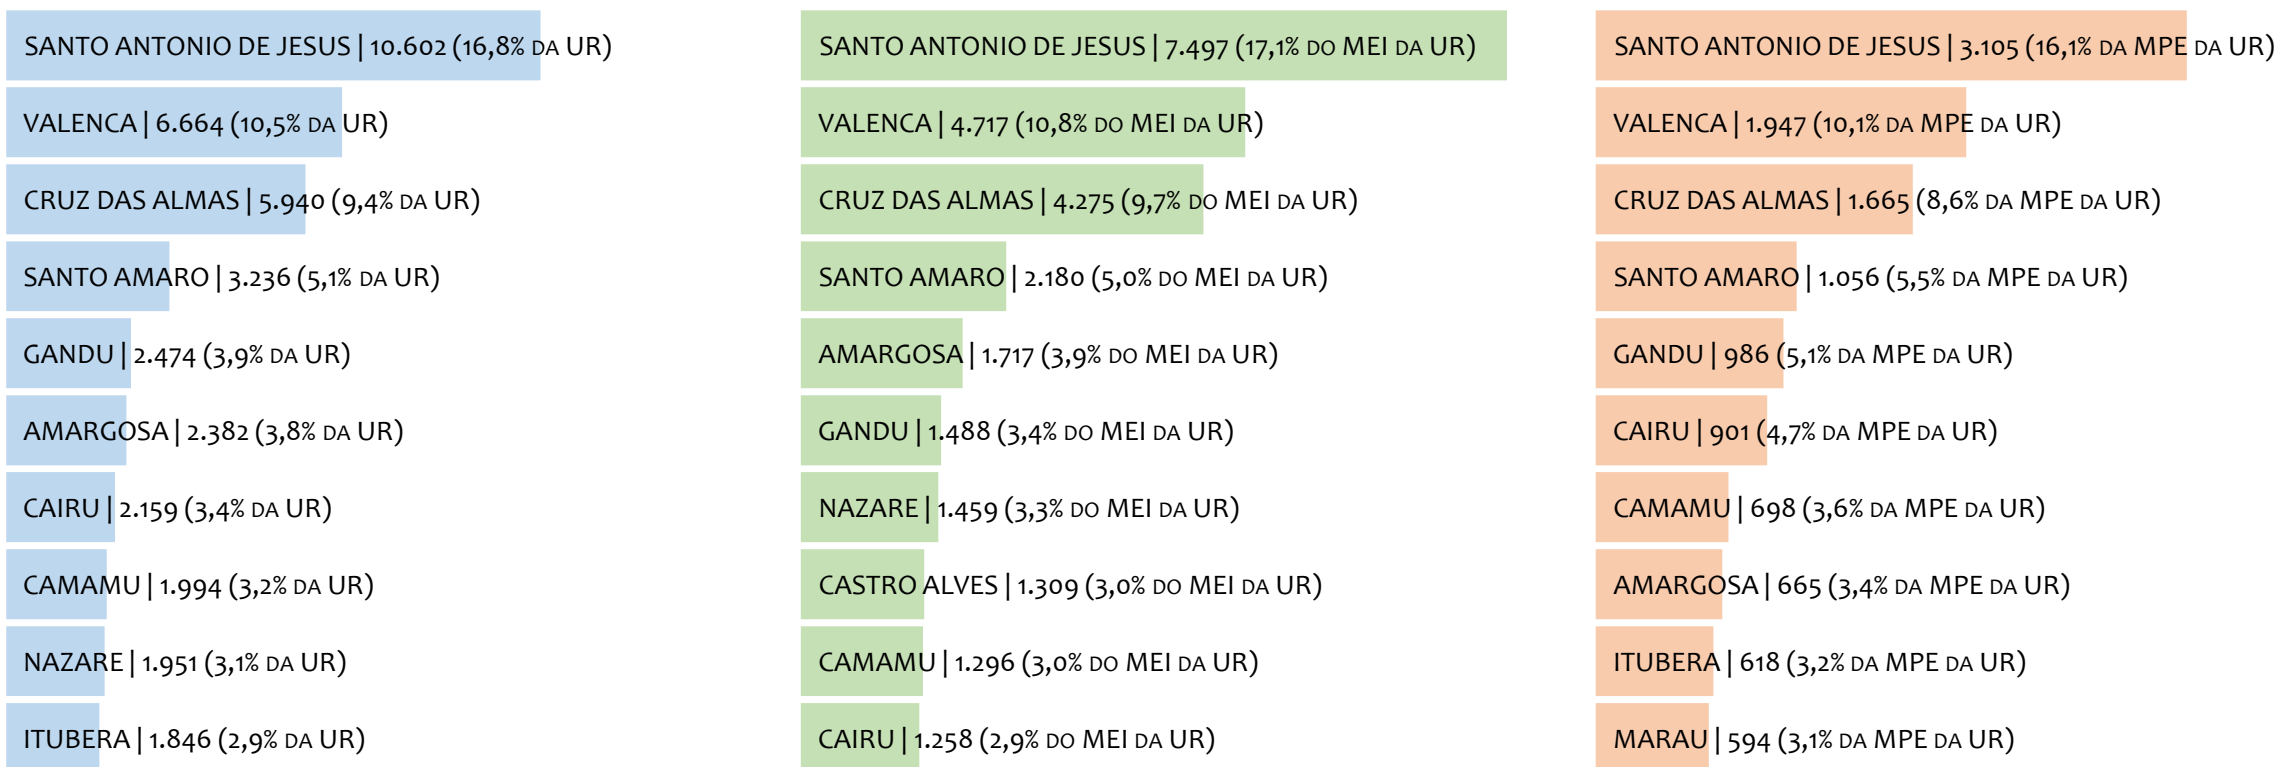 SANTO ANTONIO DE JESUS | 10.602 (16,8% DA UR)
VALENCA | 6.664 (10,5% DA UR)
CRUZ DAS ALMAS | 5.940 (9,4% DA UR)
SANTO AMARO | 3.236 (5,1% DA UR)
GANDU | 2.474 (3,9% DA UR)
AMARGOSA | 2.382 (3,8% DA UR)
CAIRU | 2.159 (3,4% DA UR)
CAMAMU | 1.994 (3,2% DA UR)
NAZARE | 1.951 (3,1% DA UR)
ITUBERA | 1.846 (2,9% DA UR)
SANTO ANTONIO DE JESUS | 7.497 (17,1% DO MEI DA UR)
VALENCA | 4.717 (10,8% DO MEI DA UR)
CRUZ DAS ALMAS | 4.275 (9,7% DO MEI DA UR)
SANTO AMARO | 2.180 (5,0% DO MEI DA UR)
AMARGOSA | 1.717 (3,9% DO MEI DA UR)
GANDU | 1.488 (3,4% DO MEI DA UR)
NAZARE | 1.459 (3,3% DO MEI DA UR)
CASTRO ALVES | 1.309 (3,0% DO MEI DA UR)
CAMAMU | 1.296 (3,0% DO MEI DA UR)
CAIRU | 1.258 (2,9% DO MEI DA UR)
SANTO ANTONIO DE JESUS | 3.105 (16,1% DA MPE DA UR)
VALENCA | 1.947 (10,1% DA MPE DA UR)
CRUZ DAS ALMAS | 1.665 (8,6% DA MPE DA UR)
SANTO AMARO | 1.056 (5,5% DA MPE DA UR)
GANDU | 986 (5,1% DA MPE DA UR)
CAIRU | 901 (4,7% DA MPE DA UR)
CAMAMU | 698 (3,6% DA MPE DA UR)
AMARGOSA | 665 (3,4% DA MPE DA UR)
ITUBERA | 618 (3,2% DA MPE DA UR)
MARAU | 594 (3,1% DA MPE DA UR)